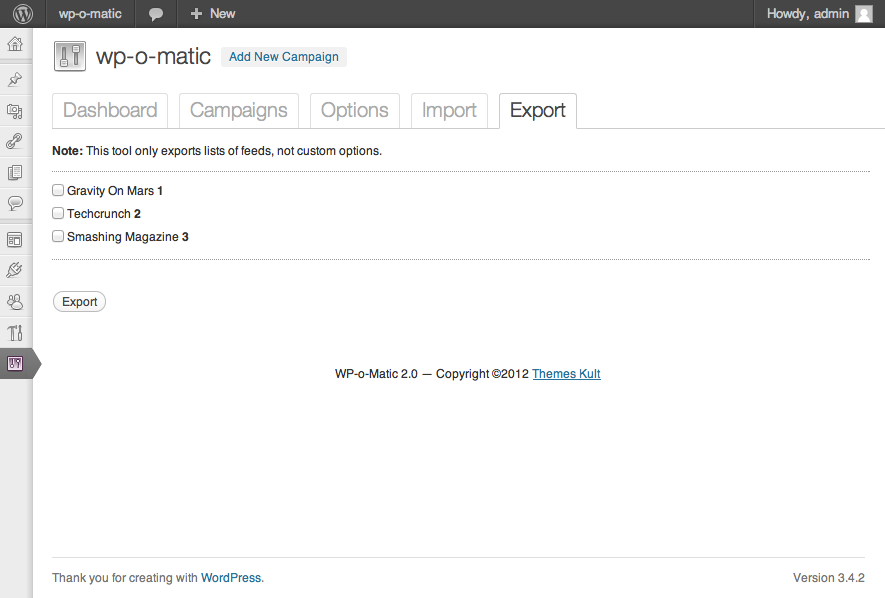 wp-o-matic New Howdy, admin
wp-o-matic Add New Campaign
Dashboard Campaigns Options Import Export
Note: This tool only exports lists of feeds, not custom options.
Gravity On Mars 1
Techcrunch 2
Smashing Magazine 3
Export
WP-o-Matic 2.0 — Copyright ©2012 Themes Kult
Thank you for creating with WordPress. Version 3.4.2